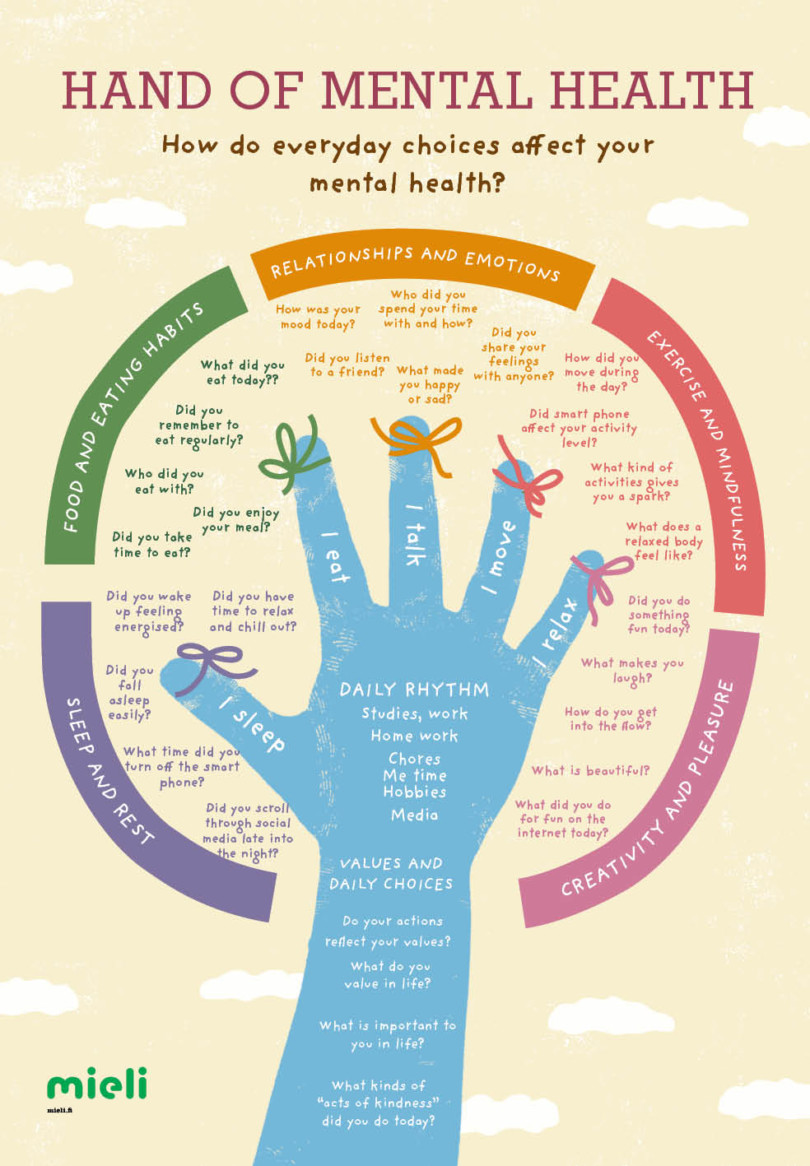 HAND OF MENTAL HEALTH
How do everyday choices affect your
mental health?
RELATIONSHIPS AND EMOTIONS
How was your
mood today?
Who did you
spend your time
with and how?
Did you listen
to a friend?
What made
you happy
or sad?
Did you
share your
feelings
with anyone?
FOOD AND EATING HABITS
What did you
eat today??
Did you
remember to
eat regularly?
Who did you
eat with?
Did you enjoy
your meal?
Did you take
time to eat?
EXERCISE AND MINDFULNESS
How did you
move during
the day?
Did smart phone
affect your activity
level?
What kind of
activities gives
you a spark?
What does a
relaxed body
feel like?
I eat
I talk
I move
I relax
I sleep
SLEEP AND REST
Did you wake
up feeling
energised?
Did you have
time to relax
and chill out?
Did you
fall
asleep
easily?
What time did you
turn off the smart
phone?
Did you scroll
through social
media late into
the night?
CREATIVITY AND PLEASURE
Did you do
something
fun today?
What makes you
laugh?
How do you get
into the flow?
What is beautiful?
What did you do
for fun on the
internet today?
DAILY RHYTHM
Studies, work
Home work
Chores
Me time
Hobbies
Media
VALUES AND
DAILY CHOICES
Do your actions
reflect your values?
What do you
value in life?
What is important to
you in life?
What kinds of
“acts of kindness”
did you do today?
mieli
mieli.fi